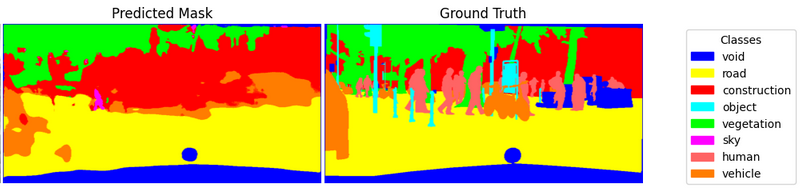 Predicted Mask
Ground Truth
Classes
void
road
construction
object
vegetation
sky
human
vehicle